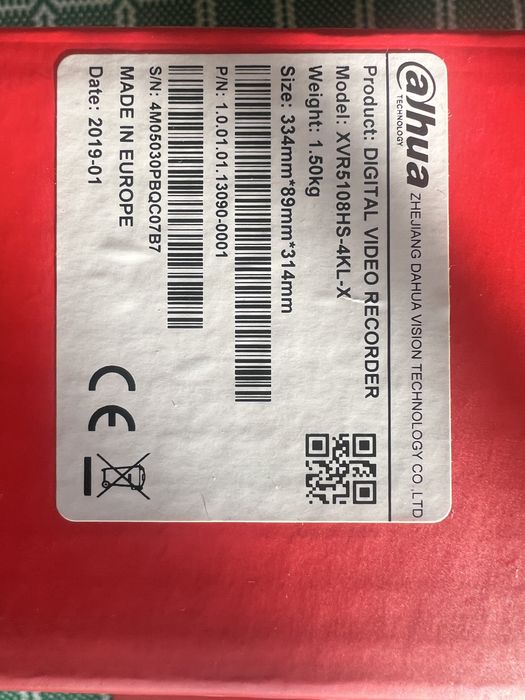 alhua
TECHNOLOGY
ZHEJIANG DAHUA VISION TECHNOLOGY CO.,LTD
Product: DIGITAL VIDEO RECORDER
Model: XVR5108HS-4KL-X
Weight: 1.50kg
Size: 334mm*89mm*314mm
P/N: 1.0.01.01.13090-0001
S/N: 4M05030PBQC07B7
MADE IN EUROPE
Date: 2019-01
CE